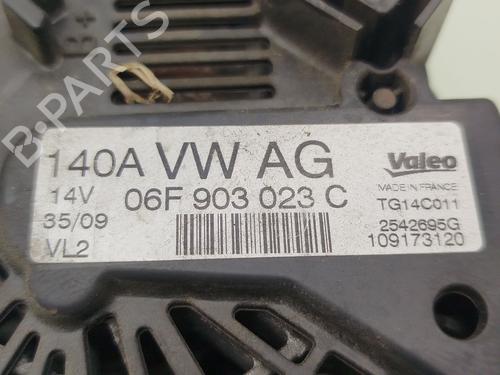 B-PARTS
140A VW AG
14V 06F 903 023 C
35/09
VL2
Valeo
MADE IN FRANCE
TG14C011
2542695G
109173120